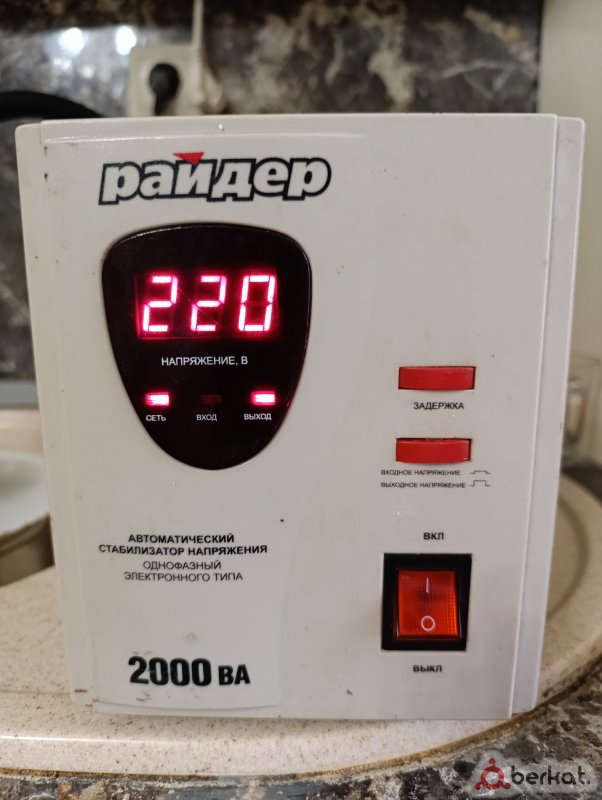 райдер
220
НАПРЯЖЕНИЕ, В
СЕТЬ ВХОД ВЫХОД
ЗАДЕРЖКА
ВХОДНОЕ НАПРЯЖЕНИЕ
ВЫХОДНОЕ НАПРЯЖЕНИЕ
АВТОМАТИЧЕСКИЙ
СТАБИЛИЗАТОР НАПРЯЖЕНИЯ
ОДНОФАЗНЫЙ
ЭЛЕКТРОННОГО ТИПА
ВКЛ
I
O
ВЫКЛ
2000 ВА
berkat.